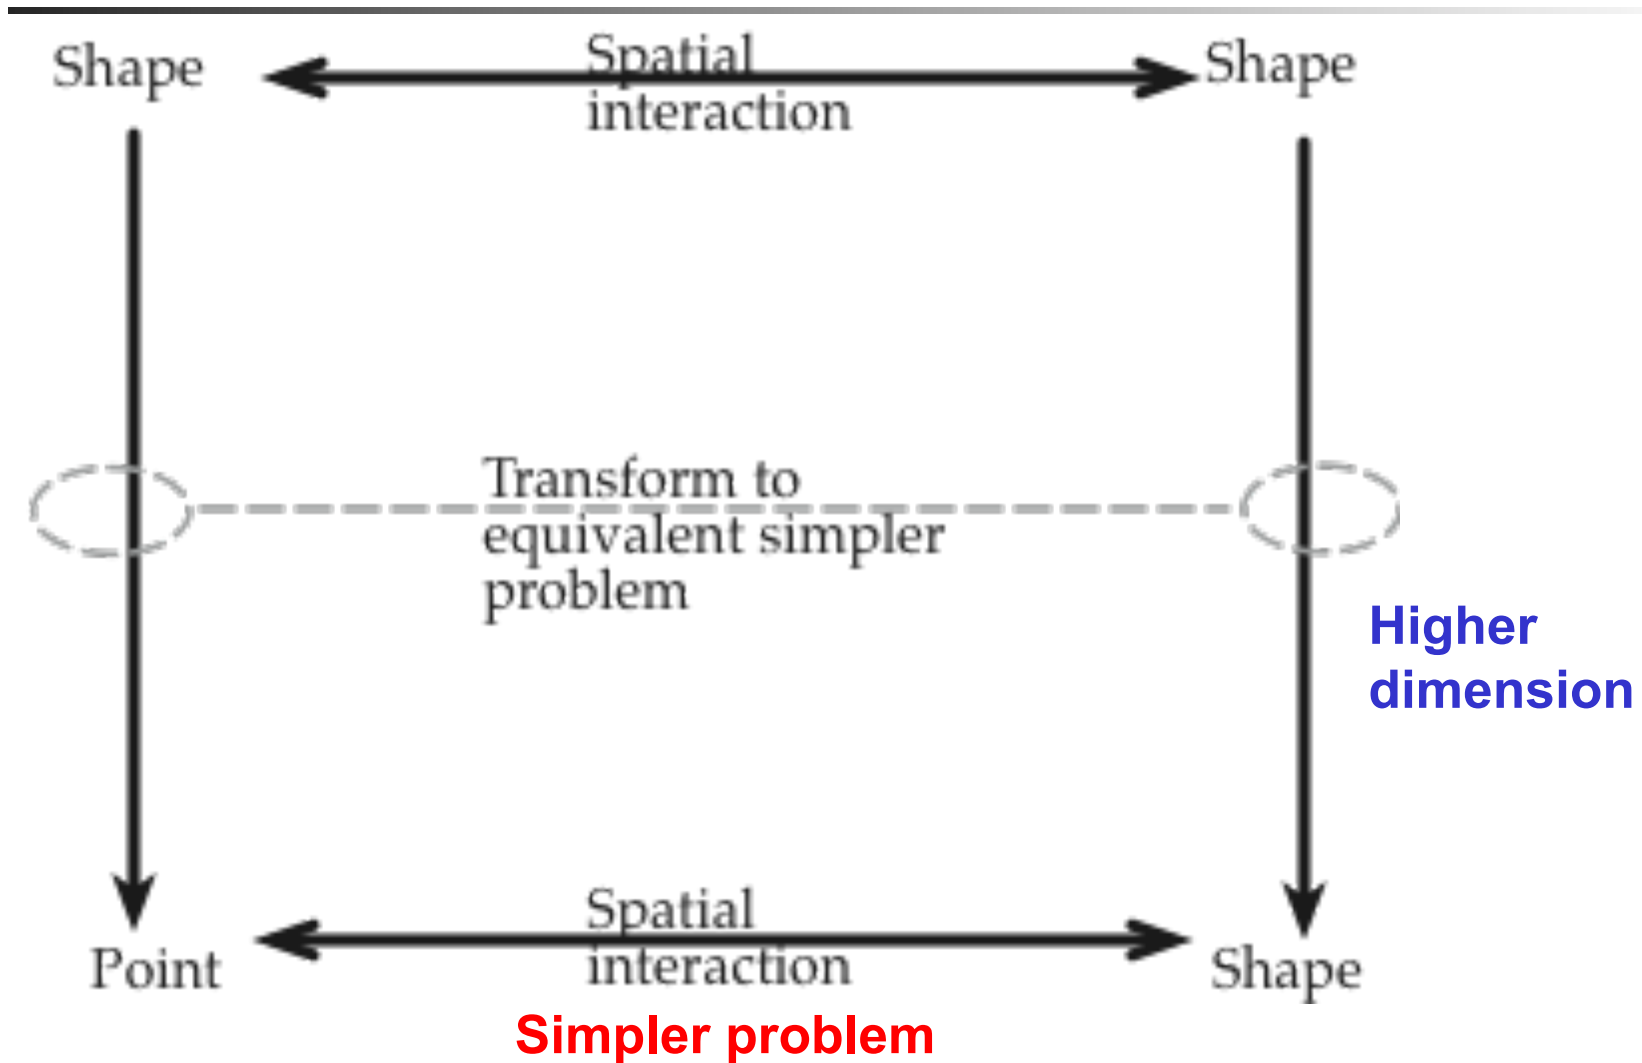 Shape
Spatial
interaction
Shape
Transform to
equivalent simpler
problem
Higher
dimension
Point
Spatial
interaction
Shape
Simpler problem